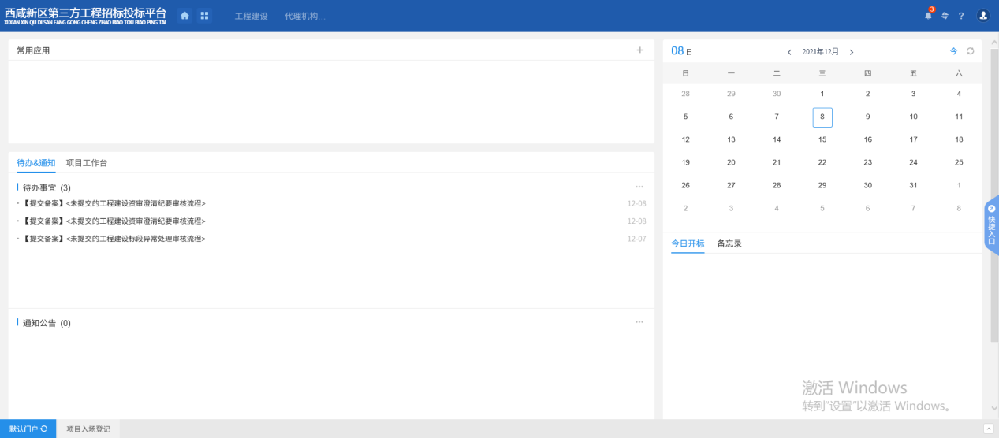 西咸新区第三方工程招标投标平台
XI XIAN XIN QU DI SAN FANG GONG CHENG ZHAO BIAO TOU BIAO PING TAI
工程建设 代理机构...
3
?
常用应用
+
待办&通知 项目工作台
待办事宜 (3)
【提交备案】<未提交的工程建设资审澄清纪要审核流程> 12-08
【提交备案】<未提交的工程建设资审澄清纪要审核流程> 12-08
【提交备案】<未提交的工程建设标段异常处理审核流程> 12-07
通知公告 (0)
08 日 < 2021年12月 > 今
日 一 二 三 四 五 六
28 29 30 1 2 3 4
5 6 7 8 9 10 11
12 13 14 15 16 17 18
19 20 21 22 23 24 25
26 27 28 29 30 31 1
2 3 4 5 6 7 8
今日开标 备忘录
快捷入口
激活 Windows
转到"设置"以激活 Windows。
默认门户 项目入场登记